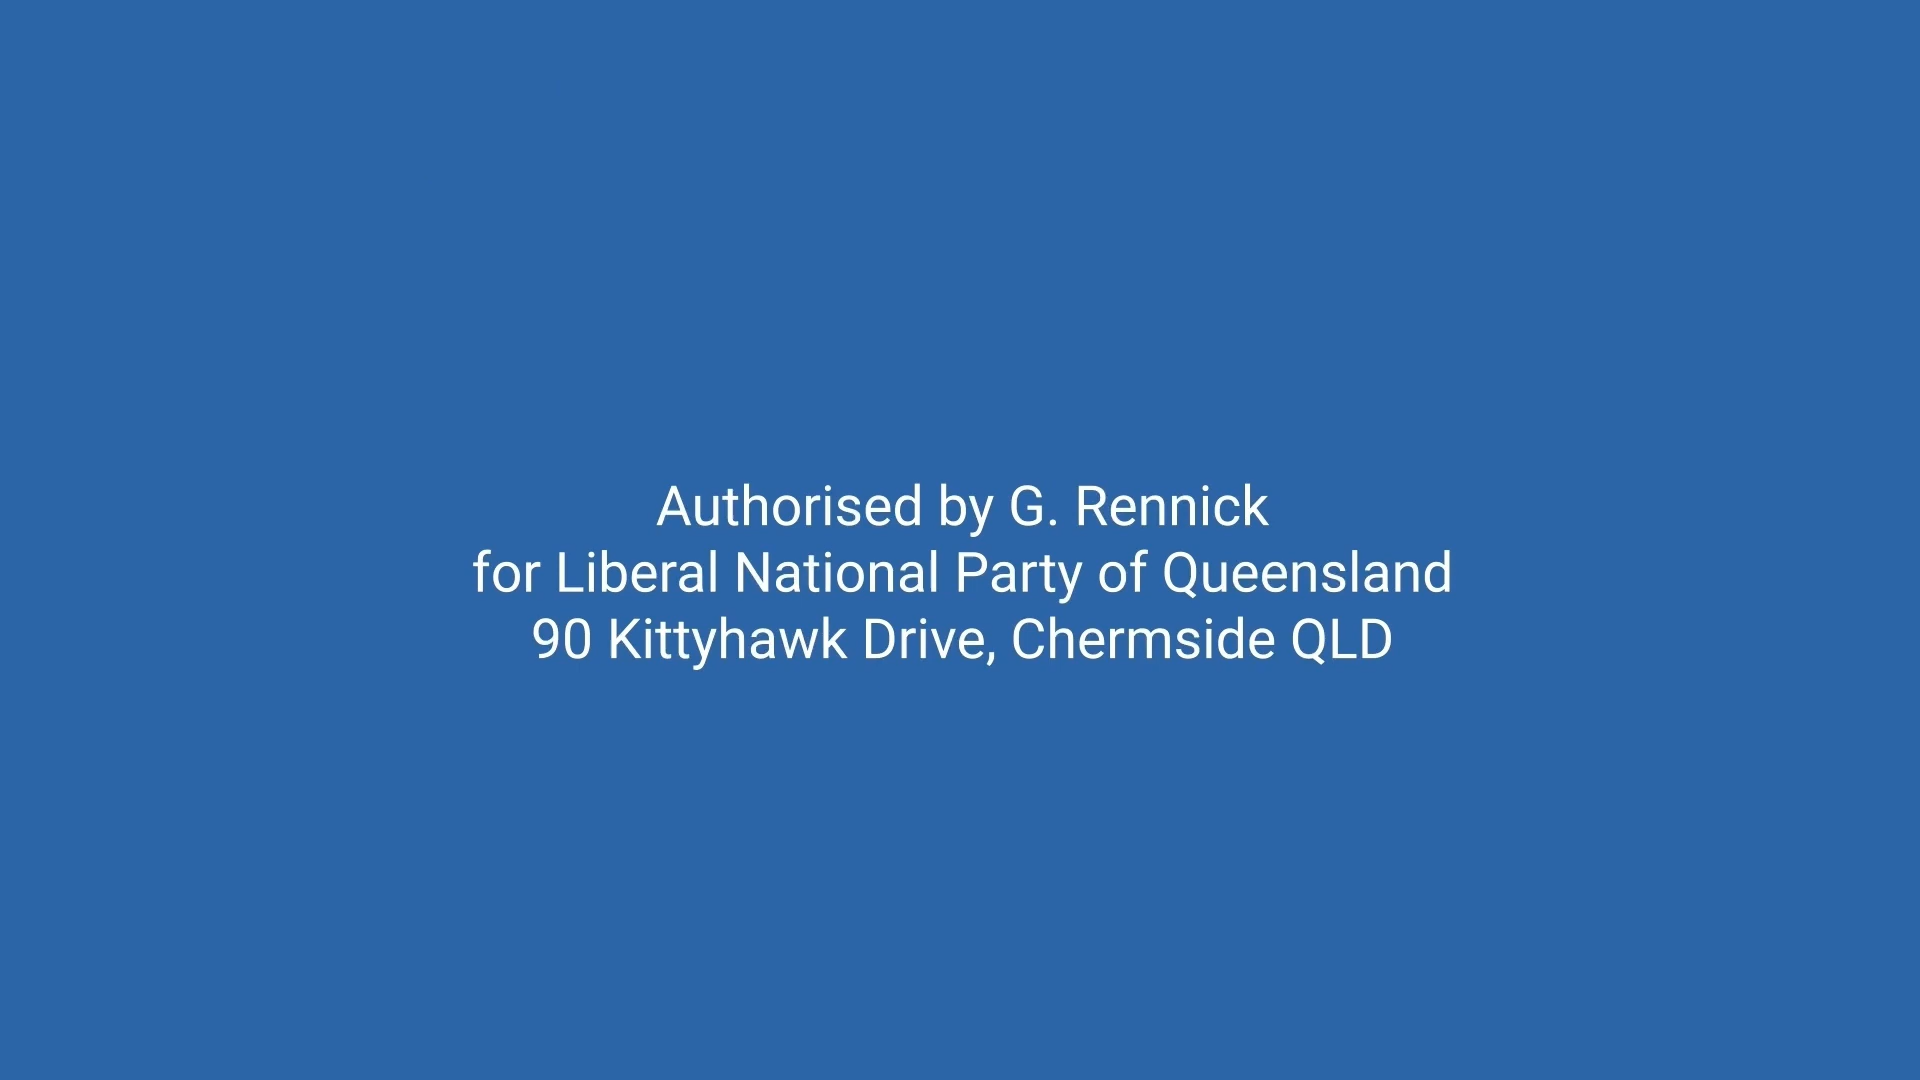 Authorised by G. Rennick
for Liberal National Party of Queensland
90 Kittyhawk Drive, Chermside QLD